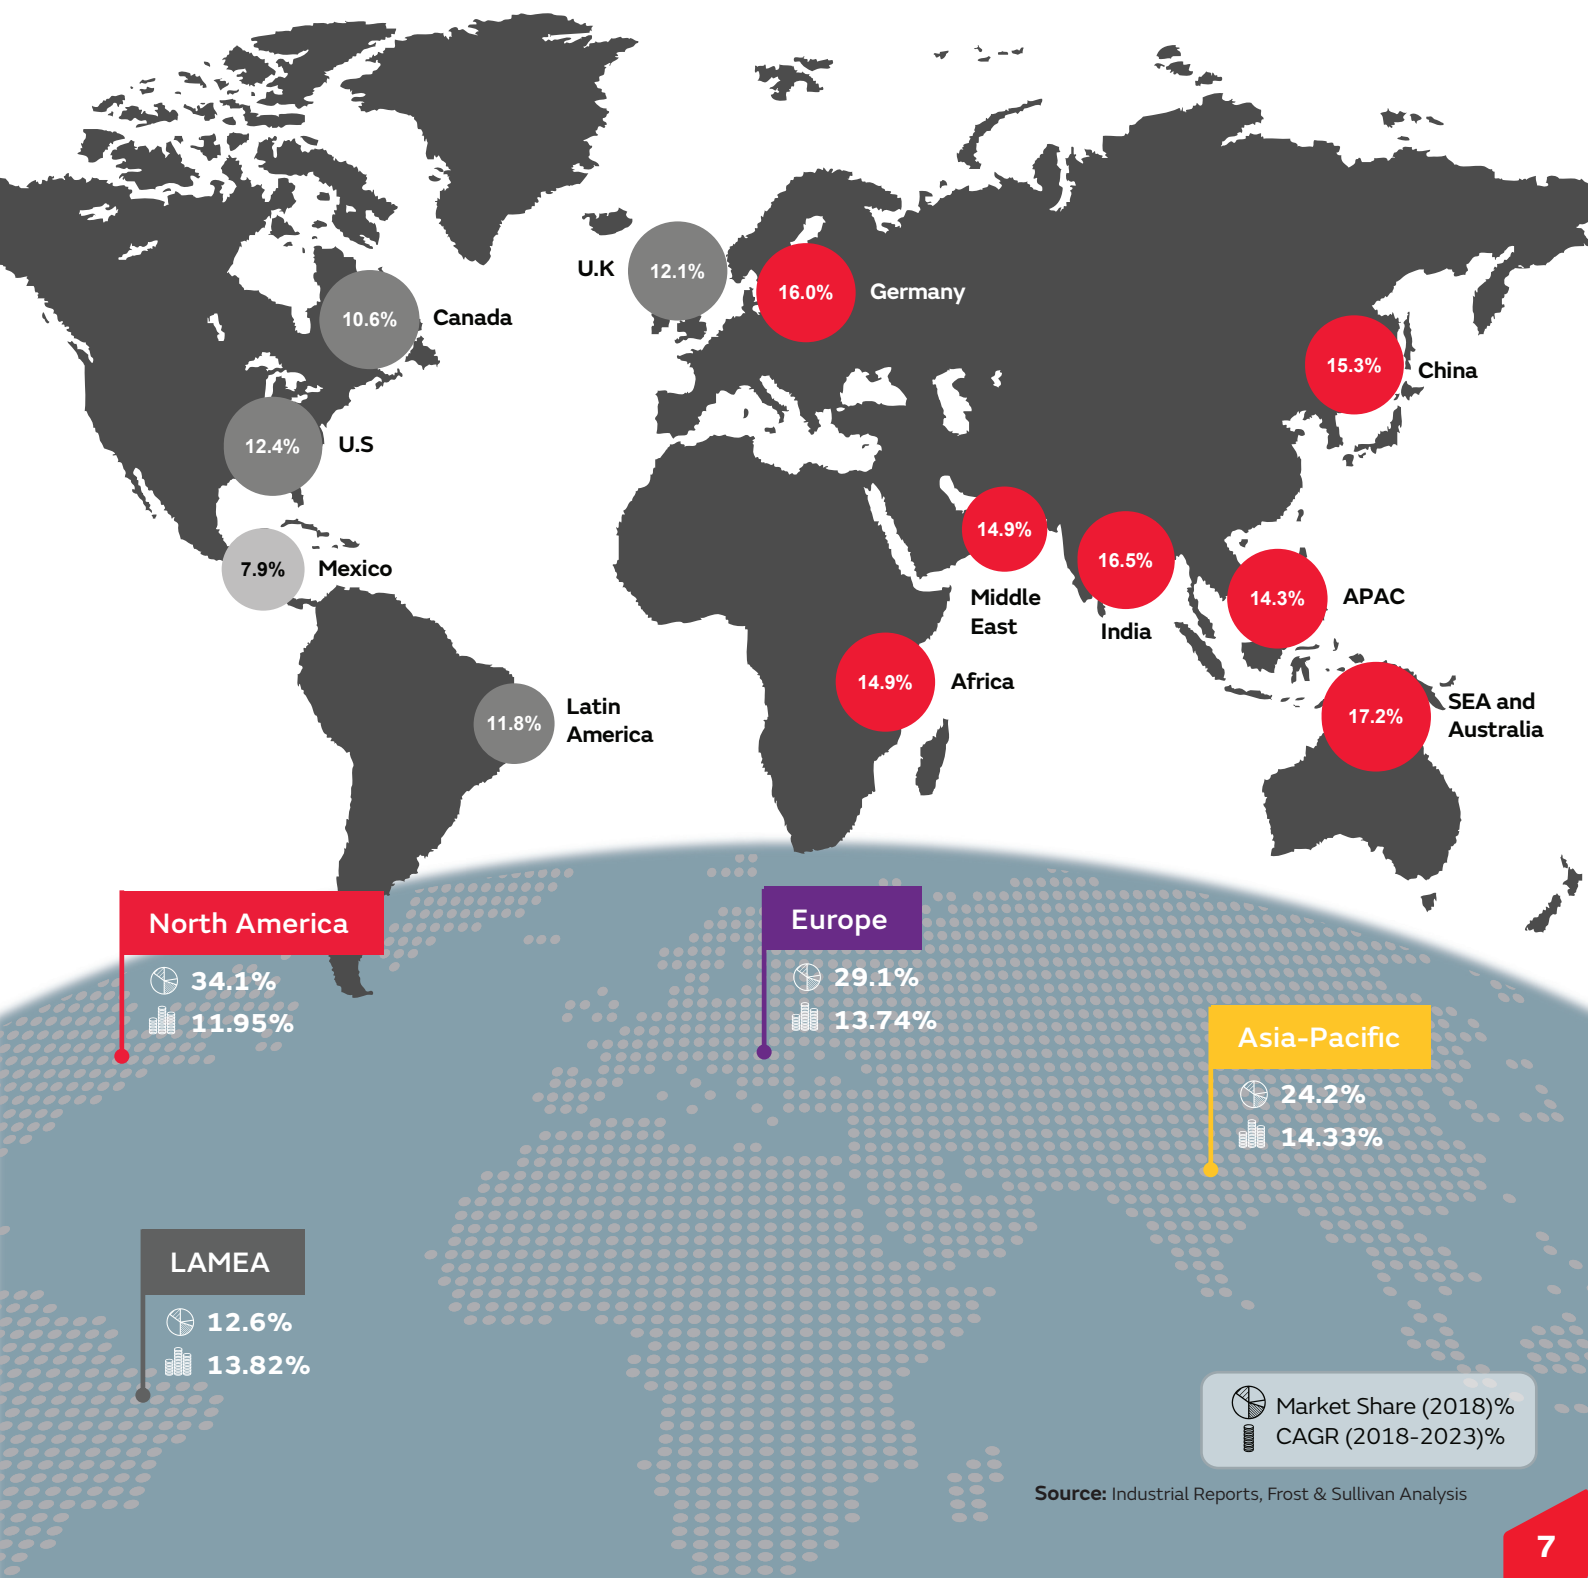 U.K
12.1%
16.0%
Germany
10.6%
Canada
15.3%
China
12.4%
U.S
14.9%
Middle
East
16.5%
India
7.9%
Mexico
14.3%
APAC
14.9%
Africa
11.8%
Latin
America
17.2%
SEA and
Australia
North America
34.1%
11.95%
Europe
29.1%
13.74%
Asia-Pacific
24.2%
14.33%
LAMEA
12.6%
13.82%
Market Share (2018)%
CAGR (2018-2023)%
Source: Industrial Reports, Frost & Sullivan Analysis
7